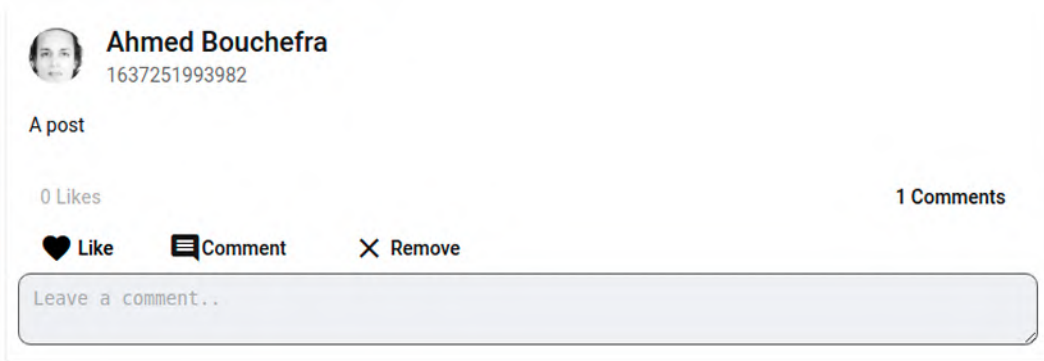 Ahmed Bouchefra
1637251993982
A post
0 Likes 1 Comments
Like Comment Remove
Leave a comment..